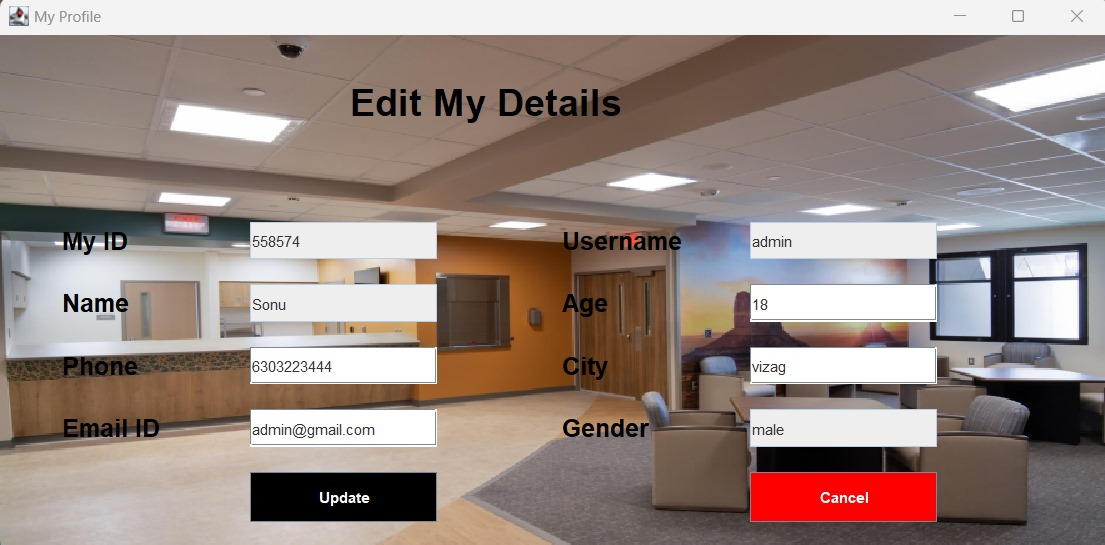 My Profile
Edit My Details
My ID 558574 Username admin
Name Sonu Age 18
Phone 6303223444 City vizag
Email ID admin@gmail.com Gender male
Update Cancel